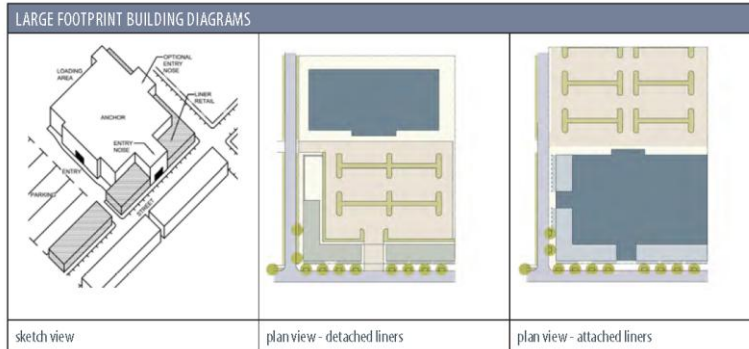 LARGE FOOTPRINT BUILDING DIAGRAMS
OPTIONAL
ENTRY
NOSE
LOADING
AREA
LINER
RETAIL
ANCHOR
ENTRY
NOSE
ENTRY
PARKING
STREET
sketch view
plan view - detached liners
plan view - attached liners